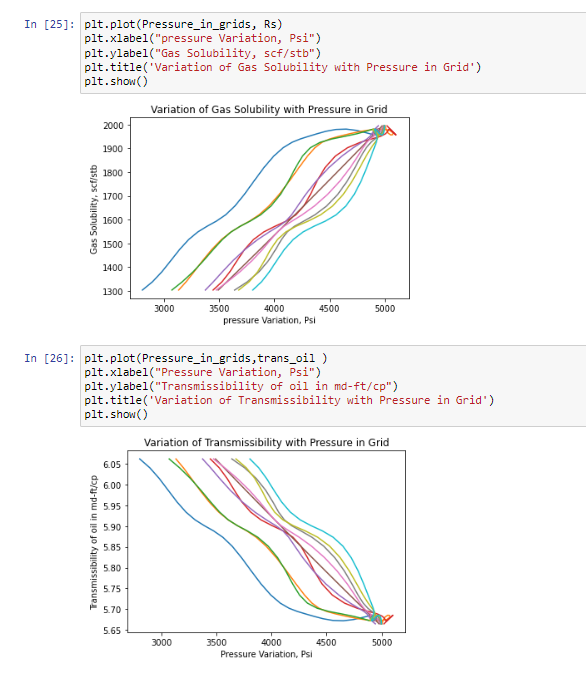 In [25]: plt.plot(Pressure_in_grids, Rs)
plt.xlabel("pressure Variation, Psi")
plt.ylabel("Gas Solubility, scf/stb")
plt.title('Variation of Gas Solubility with Pressure in Grid')
plt.show()
Variation of Gas Solubility with Pressure in Grid
Gas Solubility, scf/stb
2000
1900
1800
1700
1600
1500
1400
1300
3000 3500 4000 4500 5000
pressure Variation, Psi
In [26]: plt.plot(Pressure_in_grids,trans_oil )
plt.xlabel("Pressure Variation, Psi")
plt.ylabel("Transmissibility of oil in md-ft/cp")
plt.title('Variation of Transmissibility with Pressure in Grid')
plt.show()
Variation of Transmissibility with Pressure in Grid
Transmissibility of oil in md-ft/cp
6.05
6.00
5.95
5.90
5.85
5.80
5.75
5.70
5.65
3000 3500 4000 4500 5000
Pressure Variation, Psi